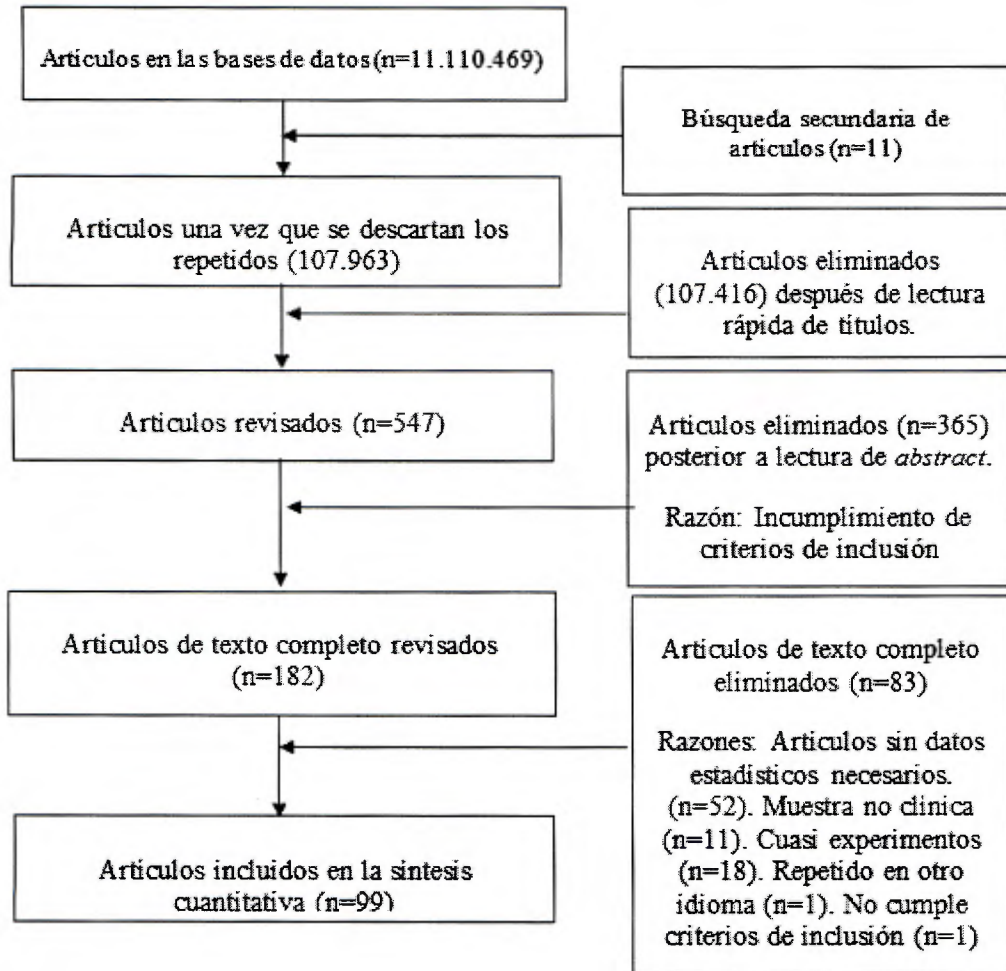 Articulos en las bases de datos (n=11.110.469)
Búsqueda secundaria de
articulos (n=11)
Articulos una vez que se descartan los
repetidos (107.963)
Artículos eliminados
(107.416) después de lectura
rápida de títulos.
Articulos revisados (n=547)
Articulos eliminados (n=365)
posterior a lectura de abstract.
Razón: Incumplimiento de
criterios de inclusión
Articulos de texto completo revisados
(n=182)
Articulos de texto completo
eliminados (n=83)
Razones: Articulos sin datos
estadísticos necesarios.
(n=52). Muestra no clinica
(n=11). Cuasi experimentos
(n=18). Repetido en otro
idioma (n=1). No cumple
criterios de inclusión (n=1)
Articulos incluidos en la sintesis
cuantitativa (n=99)